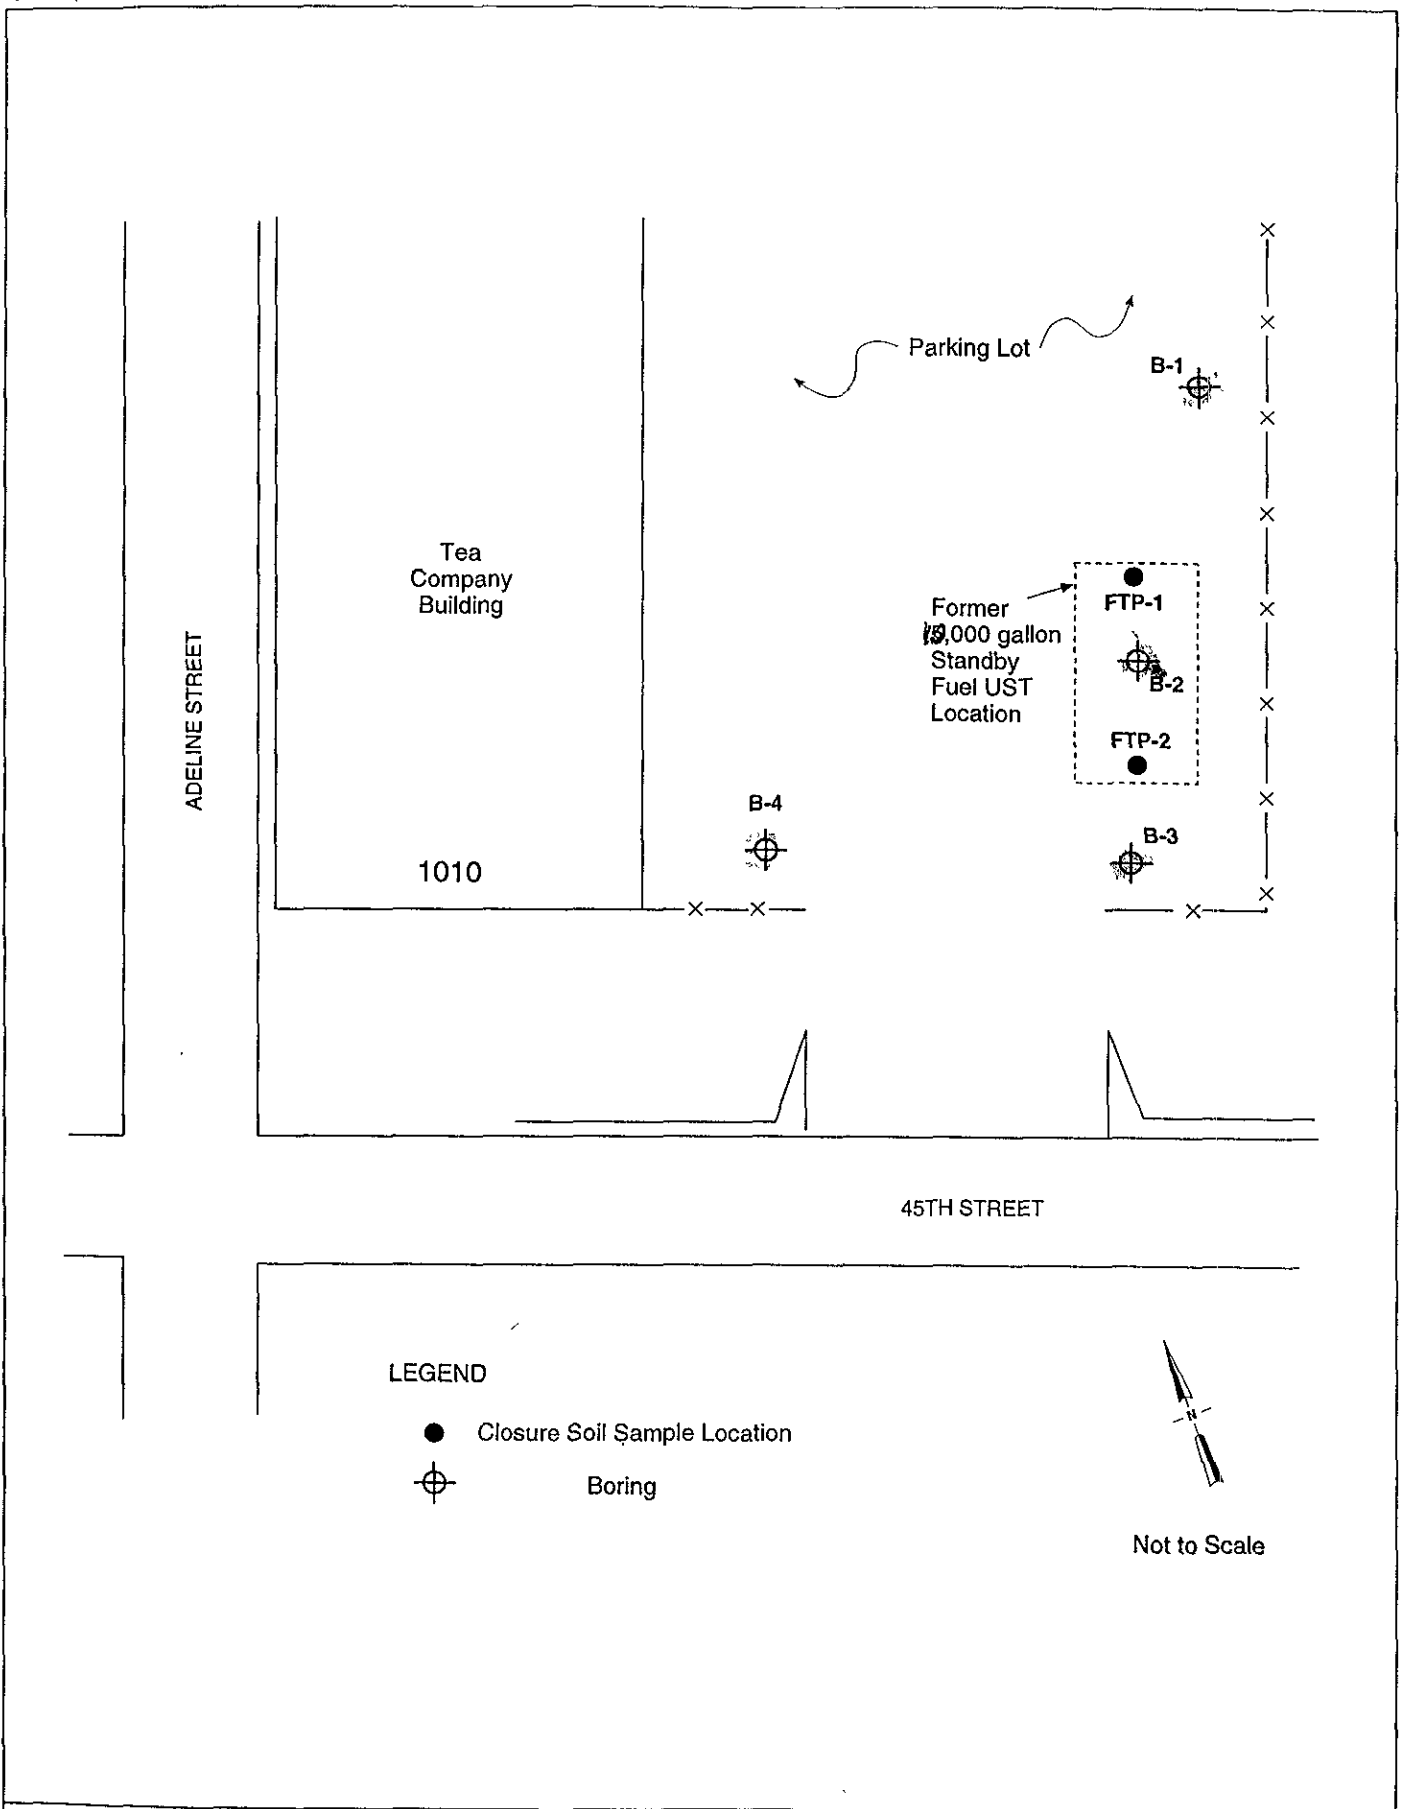 Parking Lot
B-1
Tea
Company
Building
ADELINE STREET
Former
,000 gallon
Standby
Fuel UST
Location
FTP-1
B-2
FTP-2
B-4
B-3
1010
45TH STREET
LEGEND
Closure Soil Sample Location
Boring
N
Not to Scale